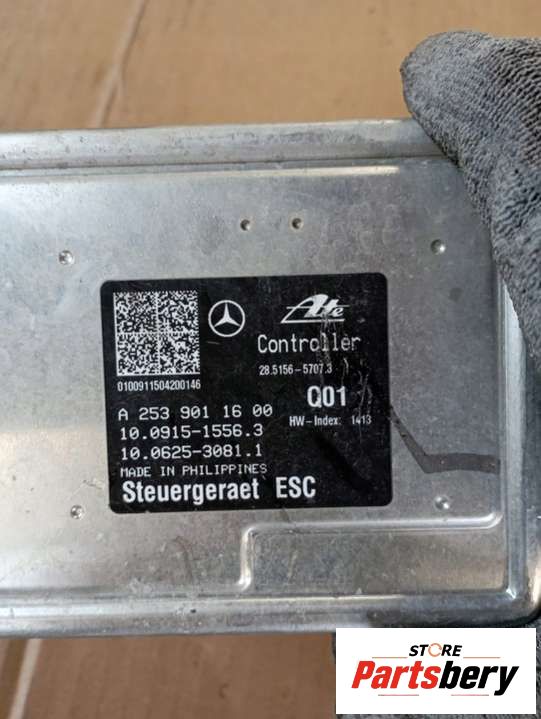 Ate
Controller
28.5156-5707.3
0100911504200146
Q01
A 253 901 16 00
HW-Index: 1413
10.0915-1556.3
10.0625-3081.1
MADE IN PHILIPPINES
Steuergeraet ESC
STORE
Partsbery